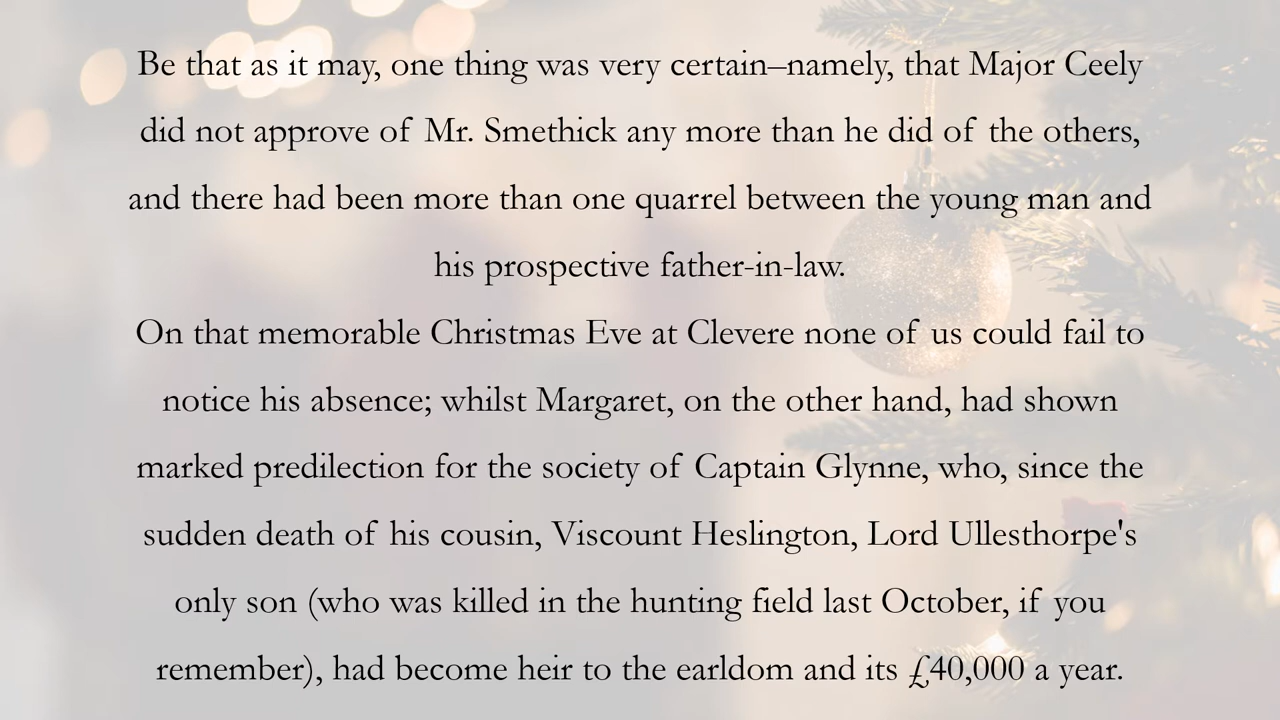 Be that as it may, one thing was very certain–namely, that Major Ceely
did not approve of Mr. Smethick any more than he did of the others,
and there had been more than one quarrel between the young man and
his prospective father-in-law.
On that memorable Christmas Eve at Clevere none of us could fail to
notice his absence; whilst Margaret, on the other hand, had shown
marked predilection for the society of Captain Glynne, who, since the
sudden death of his cousin, Viscount Heslington, Lord Ullesthorpe's
only son (who was killed in the hunting field last October, if you
remember), had become heir to the earldom and its £40,000 a year.